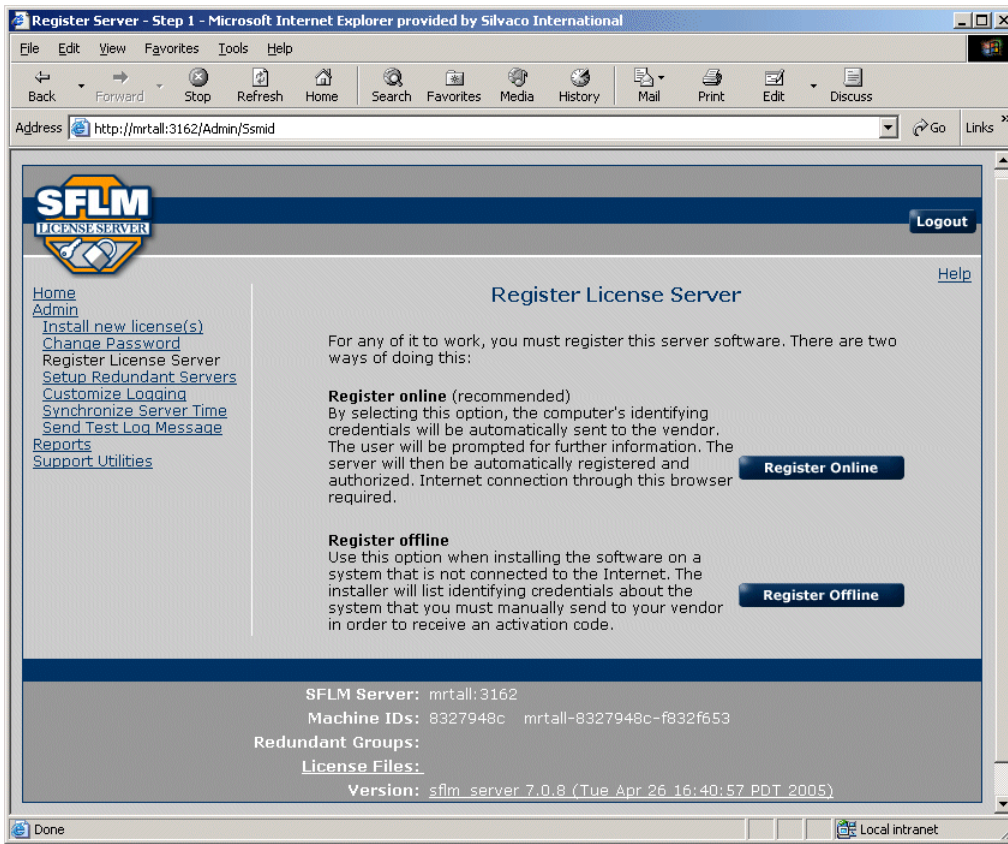 Register Server - Step 1 - Microsoft Internet Explorer provided by Silvaco International
File Edit View Favorites Tools Help
Back Forward Stop Refresh Home Search Favorites Media History Mail Print Edit Discuss
Address http://mrtall:3162/Admin/Ssmid Go Links »
SFLM
LICENSE SERVER
Logout
Help
Home
Admin
Install new license(s)
Change Password
Register License Server
Setup Redundant Servers
Customize Logging
Synchronize Server Time
Send Test Log Message
Reports
Support Utilities
Register License Server
For any of it to work, you must register this server software. There are two
ways of doing this:
Register online (recommended)
By selecting this option, the computer's identifying
credentials will be automatically sent to the vendor.
The user will be prompted for further information. The
server will then be automatically registered and
authorized. Internet connection through this browser
required.
Register Online
Register offline
Use this option when installing the software on a
system that is not connected to the Internet. The
installer will list identifying credentials about the
system that you must manually send to your vendor
in order to receive an activation code.
Register Offline
SFLM Server: mrtall:3162
Machine IDs: 8327948c mrtall-8327948c-f832f653
Redundant Groups:
License Files:
Version: sflm_server 7.0.8 (Tue Apr 26 16:40:57 PDT 2005)
Done
Local intranet